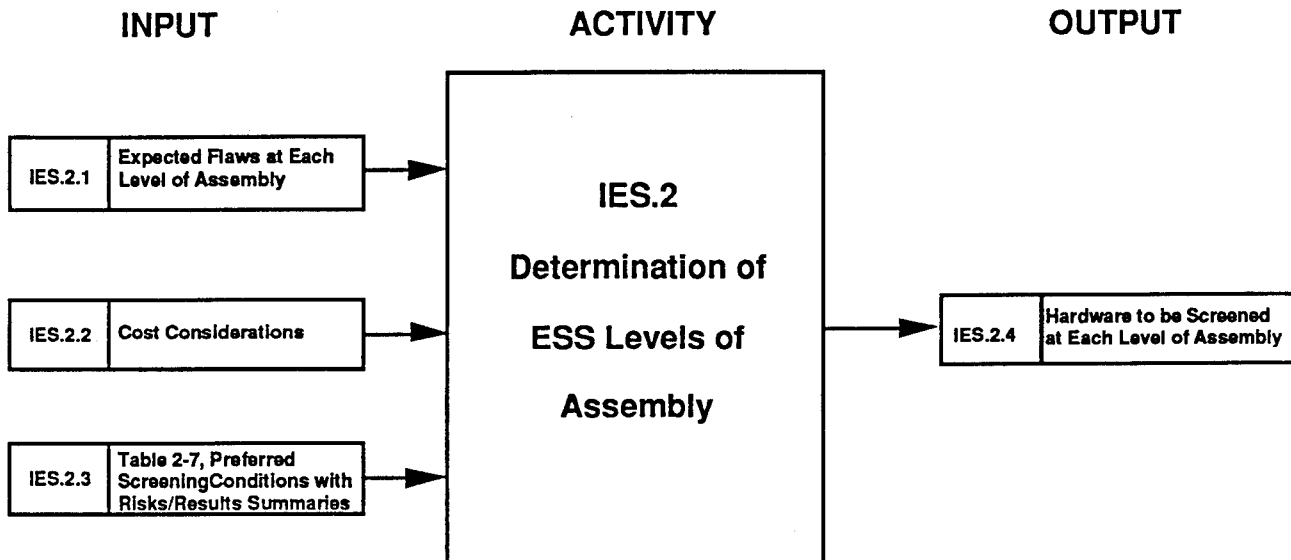 INPUT
ACTIVITY
OUTPUT
IES.2.1
Expected Flaws at Each
Level of Assembly
IES.2.2
Cost Considerations
IES.2.3
Table 2-7, Preferred
ScreeningConditions with
Risks/Results Summaries
IES.2
Determination of
ESS Levels of
Assembly
IES.2.4
Hardware to be Screened
at Each Level of Assembly